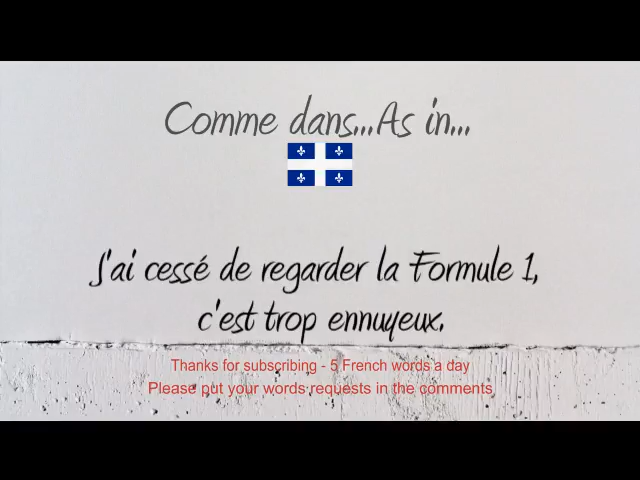 Comme dans...As in...
J'ai cessé de regarder la Formule 1,
c'est trop ennuyeux.
Thanks for subscribing - 5 French words a day
Please put your words requests in the comments